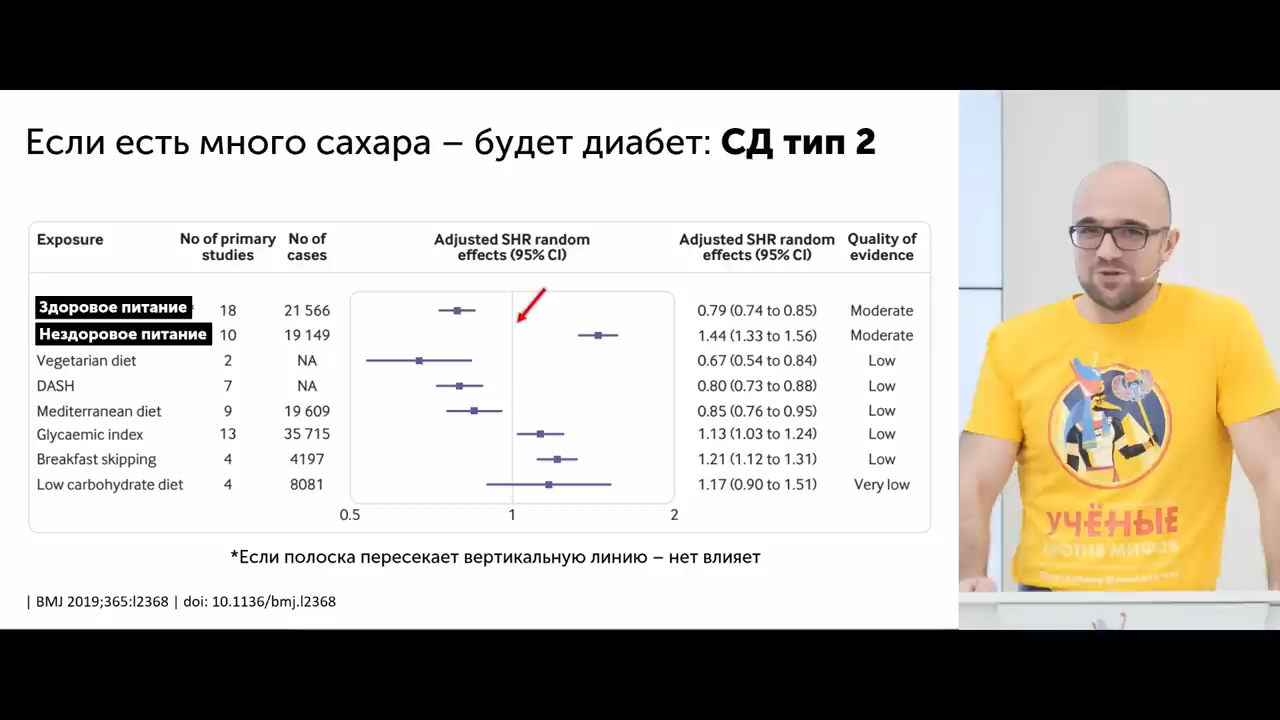 Если есть много сахара – будет диабет: СД тип 2
Exposure No of primary studies No of cases Adjusted SHR random effects (95% CI) Adjusted SHR random effects (95% CI) Quality of evidence
Здоровое питание 18 21 566 0.79 (0.74 to 0.85) Moderate
Нездоровое питание 10 19 149 1.44 (1.33 to 1.56) Moderate
Vegetarian diet 2 NA 0.67 (0.54 to 0.84) Low
DASH 7 NA 0.80 (0.73 to 0.88) Low
Mediterranean diet 9 19 609 0.85 (0.76 to 0.95) Low
Glycaemic index 13 35 715 1.13 (1.03 to 1.24) Low
Breakfast skipping 4 4197 1.21 (1.12 to 1.31) Low
Low carbohydrate diet 4 8081 1.17 (0.90 to 1.51) Very low
0.5 1 2
*Если полоска пересекает вертикальную линию – нет влияет
| BMJ 2019;365:l2368 | doi: 10.1136/bmj.l2368
УЧЁНЫЕ
ПРОТИВ МИФОВ